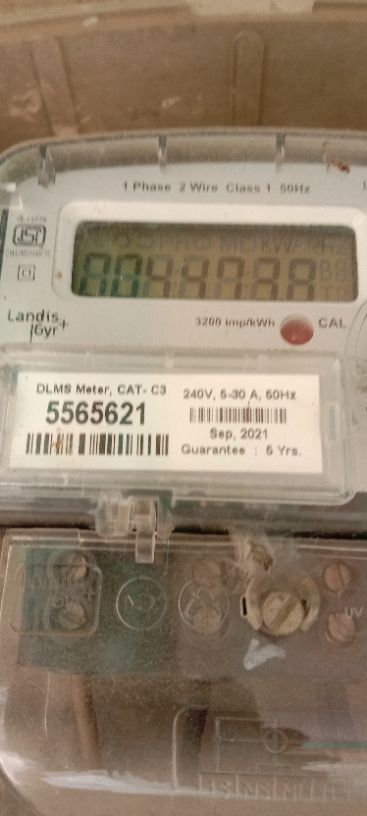 1 Phase 2 Wire Class 1 50Hz
Landis+
Gyr
3200 imp/kWh
CAL
DLMS Meter, CAT- C3
5565621
240V, 5-30 A, 50Hz
Sep, 2021
Guarantee : 5 Yrs.
UV